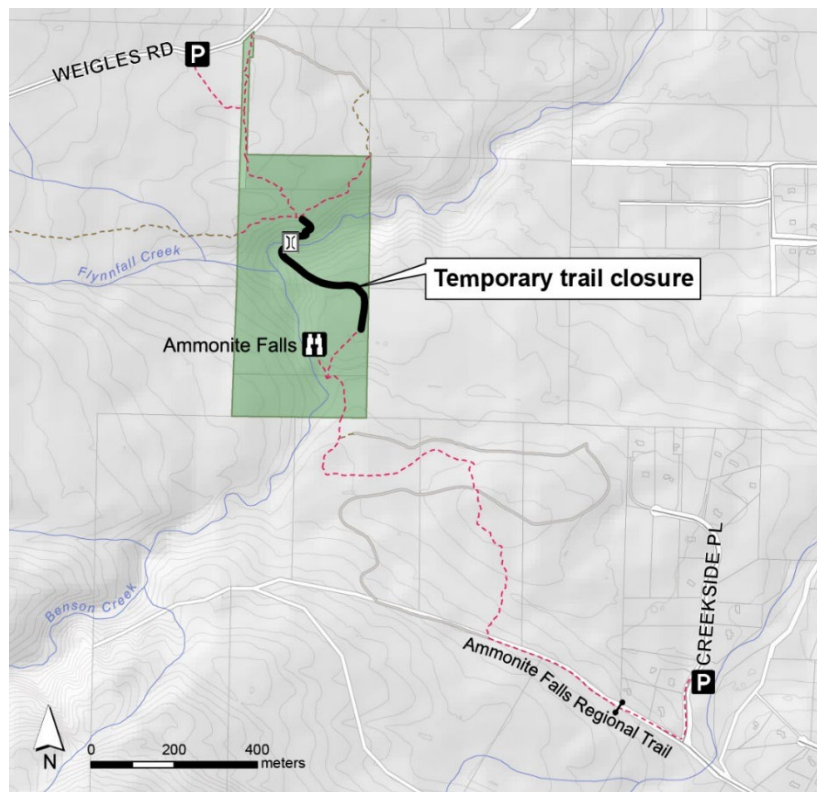 WEIGLES RD
P
Flynnfall Creek
Temporary trail closure
Ammonite Falls
Benson Creek
CREEKSIDE PL
P
Ammonite Falls Regional Trail
N
0 200 400
meters